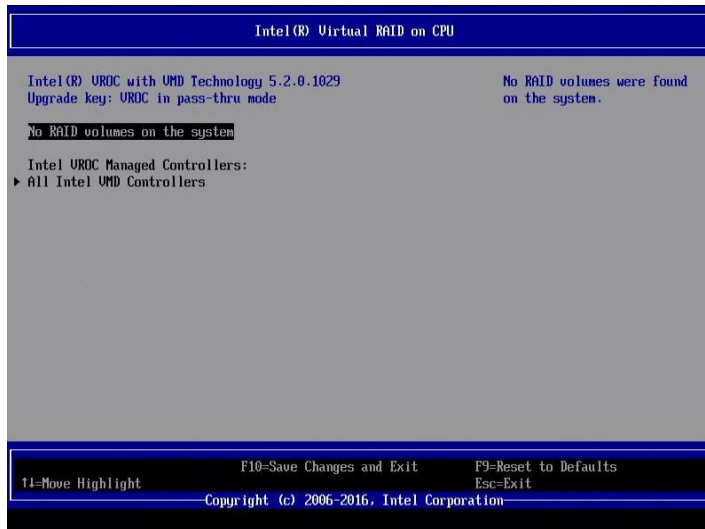 Intel(R) Virtual RAID on CPU
Intel(R) VROC with VMD Technology 5.2.0.1029
Upgrade key: VROC in pass-thru mode
No RAID volumes on the system
Intel VROC Managed Controllers:
▶ All Intel VMD Controllers
No RAID volumes were found
on the system.
F10=Save Changes and Exit
F9=Reset to Defaults
↑↓=Move Highlight
Esc=Exit
Copyright (c) 2006-2016, Intel Corporation